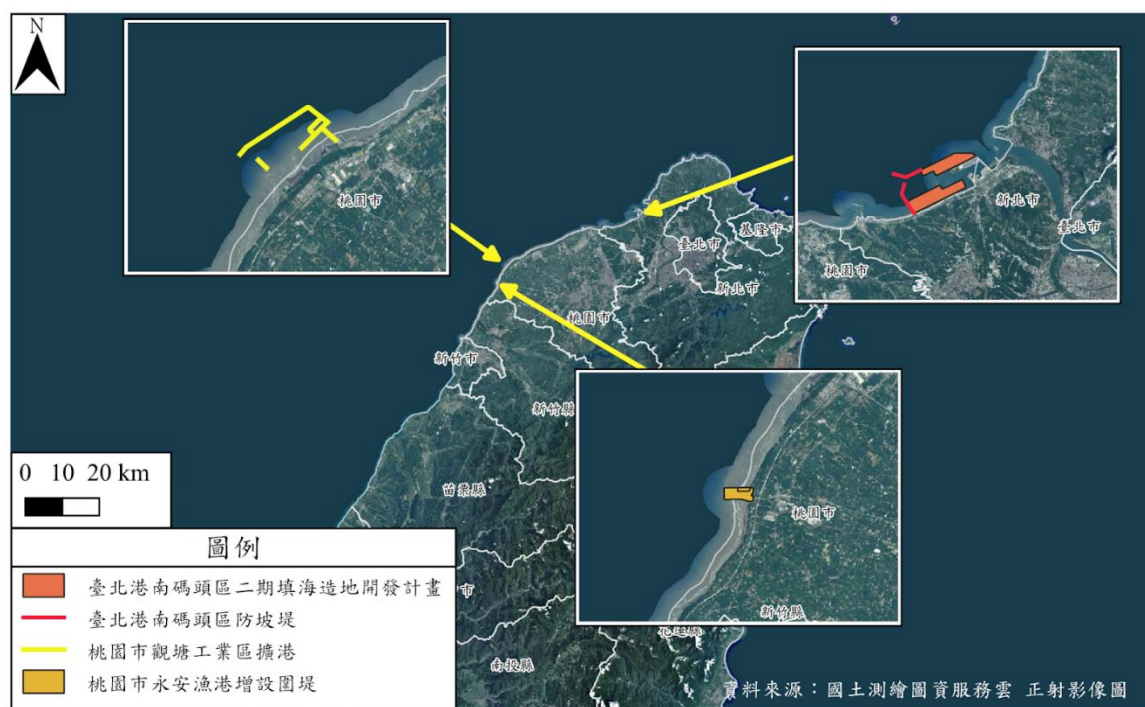 N
桃園市
新北市
臺北市
桃園市
臺北市
基隆市
新北市
桃園市
新竹市
新竹縣
苗栗縣
桃園市
新竹縣
市
花蓮縣
南投縣
0 10 20 km
圖例
臺北港南碼頭區二期填海造地開發計畫
臺北港南碼頭區防坡堤
桃園市觀塘工業區擴港
桃園市永安漁港增設圍堤
資料來源：國土測繪圖資服務雲 正射影像圖